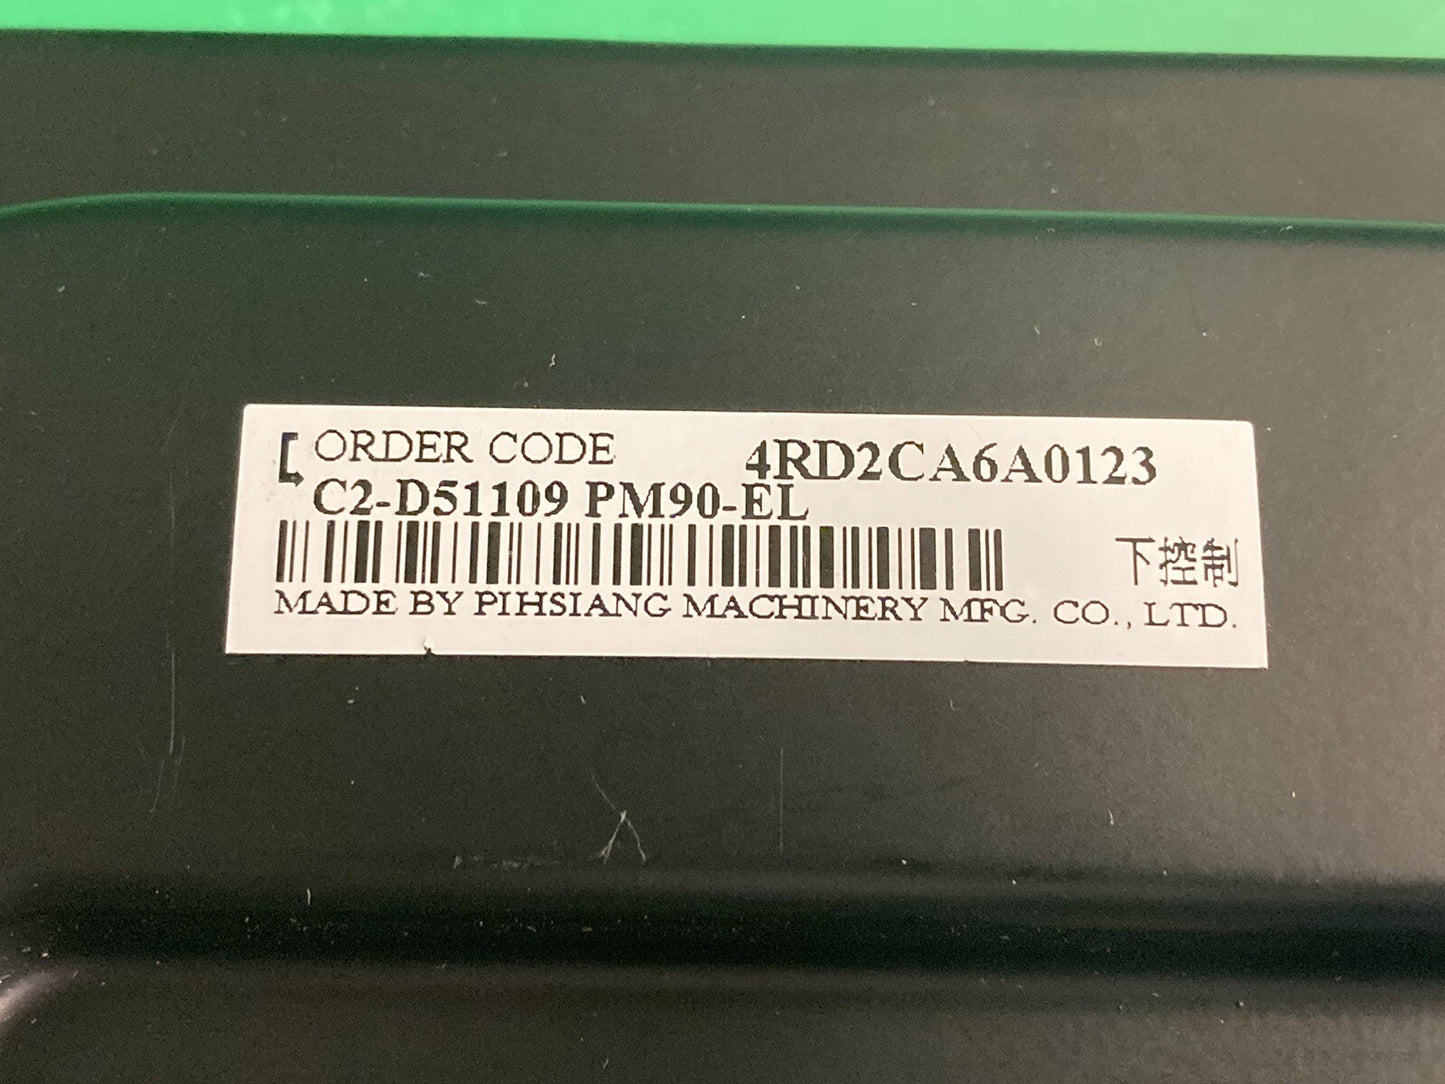 ORDER CODE 4RD2CA6A0123
C2-D51109 PM90-EL
下控制
MADE BY PIHSIANG MACHINERY MFG. CO., LTD.